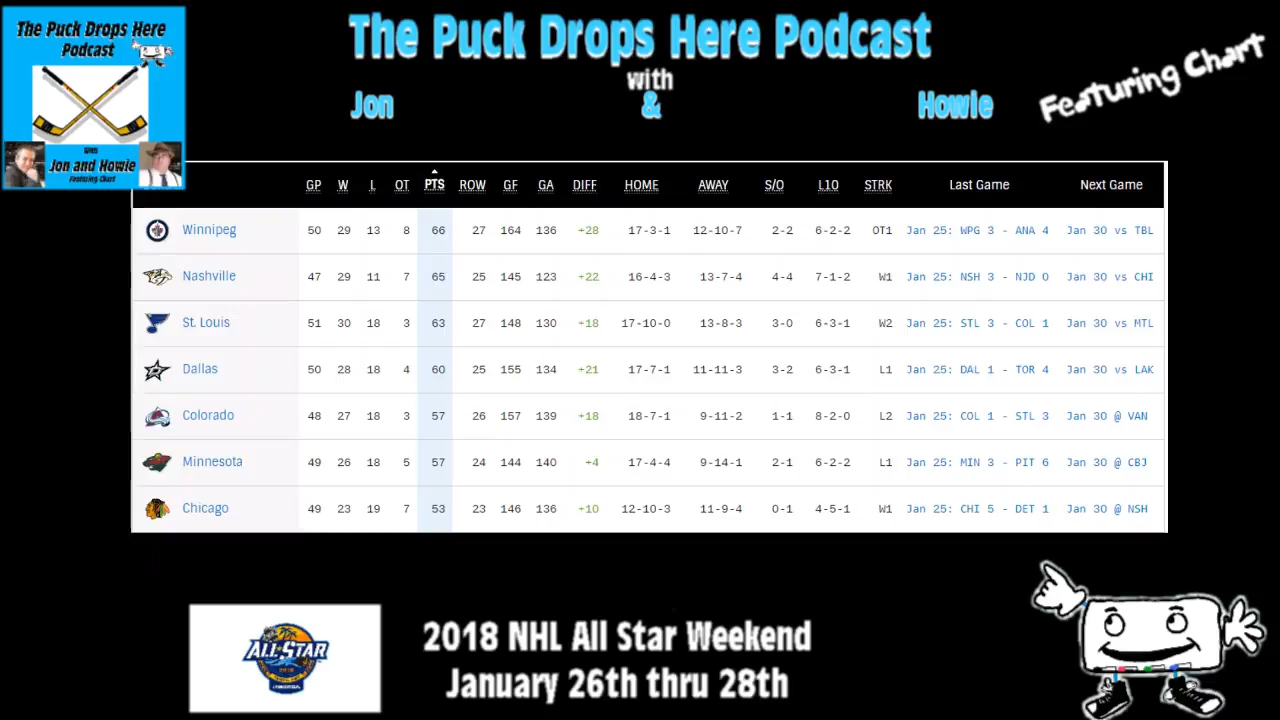 The Puck Drops Here
Podcast
With
Jon and Howie
Featuring Chart
The Puck Drops Here Podcast
with
Jon & Howie
Featuring Chart
GP W L OT PTS ROW GF GA DIFF HOME AWAY S/O L10 STRK Last Game Next Game
Winnipeg 50 29 13 8 66 27 164 136 +28 17-3-1 12-10-7 2-2 6-2-2 OT1 Jan 25: WPG 3 - ANA 4 Jan 30 vs TBL
Nashville 47 29 11 7 65 25 145 123 +22 16-4-3 13-7-4 4-4 7-1-2 W1 Jan 25: NSH 3 - NJD 0 Jan 30 vs CHI
St. Louis 51 30 18 3 63 27 148 130 +18 17-10-0 13-8-3 3-0 6-3-1 W2 Jan 25: STL 3 - COL 1 Jan 30 vs MTL
Dallas 50 28 18 4 60 25 155 134 +21 17-7-1 11-11-3 3-2 6-3-1 L1 Jan 25: DAL 1 - TOR 4 Jan 30 vs LAK
Colorado 48 27 18 3 57 26 157 139 +18 18-7-1 9-11-2 1-1 8-2-0 L2 Jan 25: COL 1 - STL 3 Jan 30 @ VAN
Minnesota 49 26 18 5 57 24 144 140 +4 17-4-4 9-14-1 2-1 6-2-2 L1 Jan 25: MIN 3 - PIT 6 Jan 30 @ CBJ
Chicago 49 23 19 7 53 23 146 136 +10 12-10-3 11-9-4 0-1 4-5-1 W1 Jan 25: CHI 5 - DET 1 Jan 30 @ NSH
ALL STAR
2018 NHL All Star Weekend
January 26th thru 28th